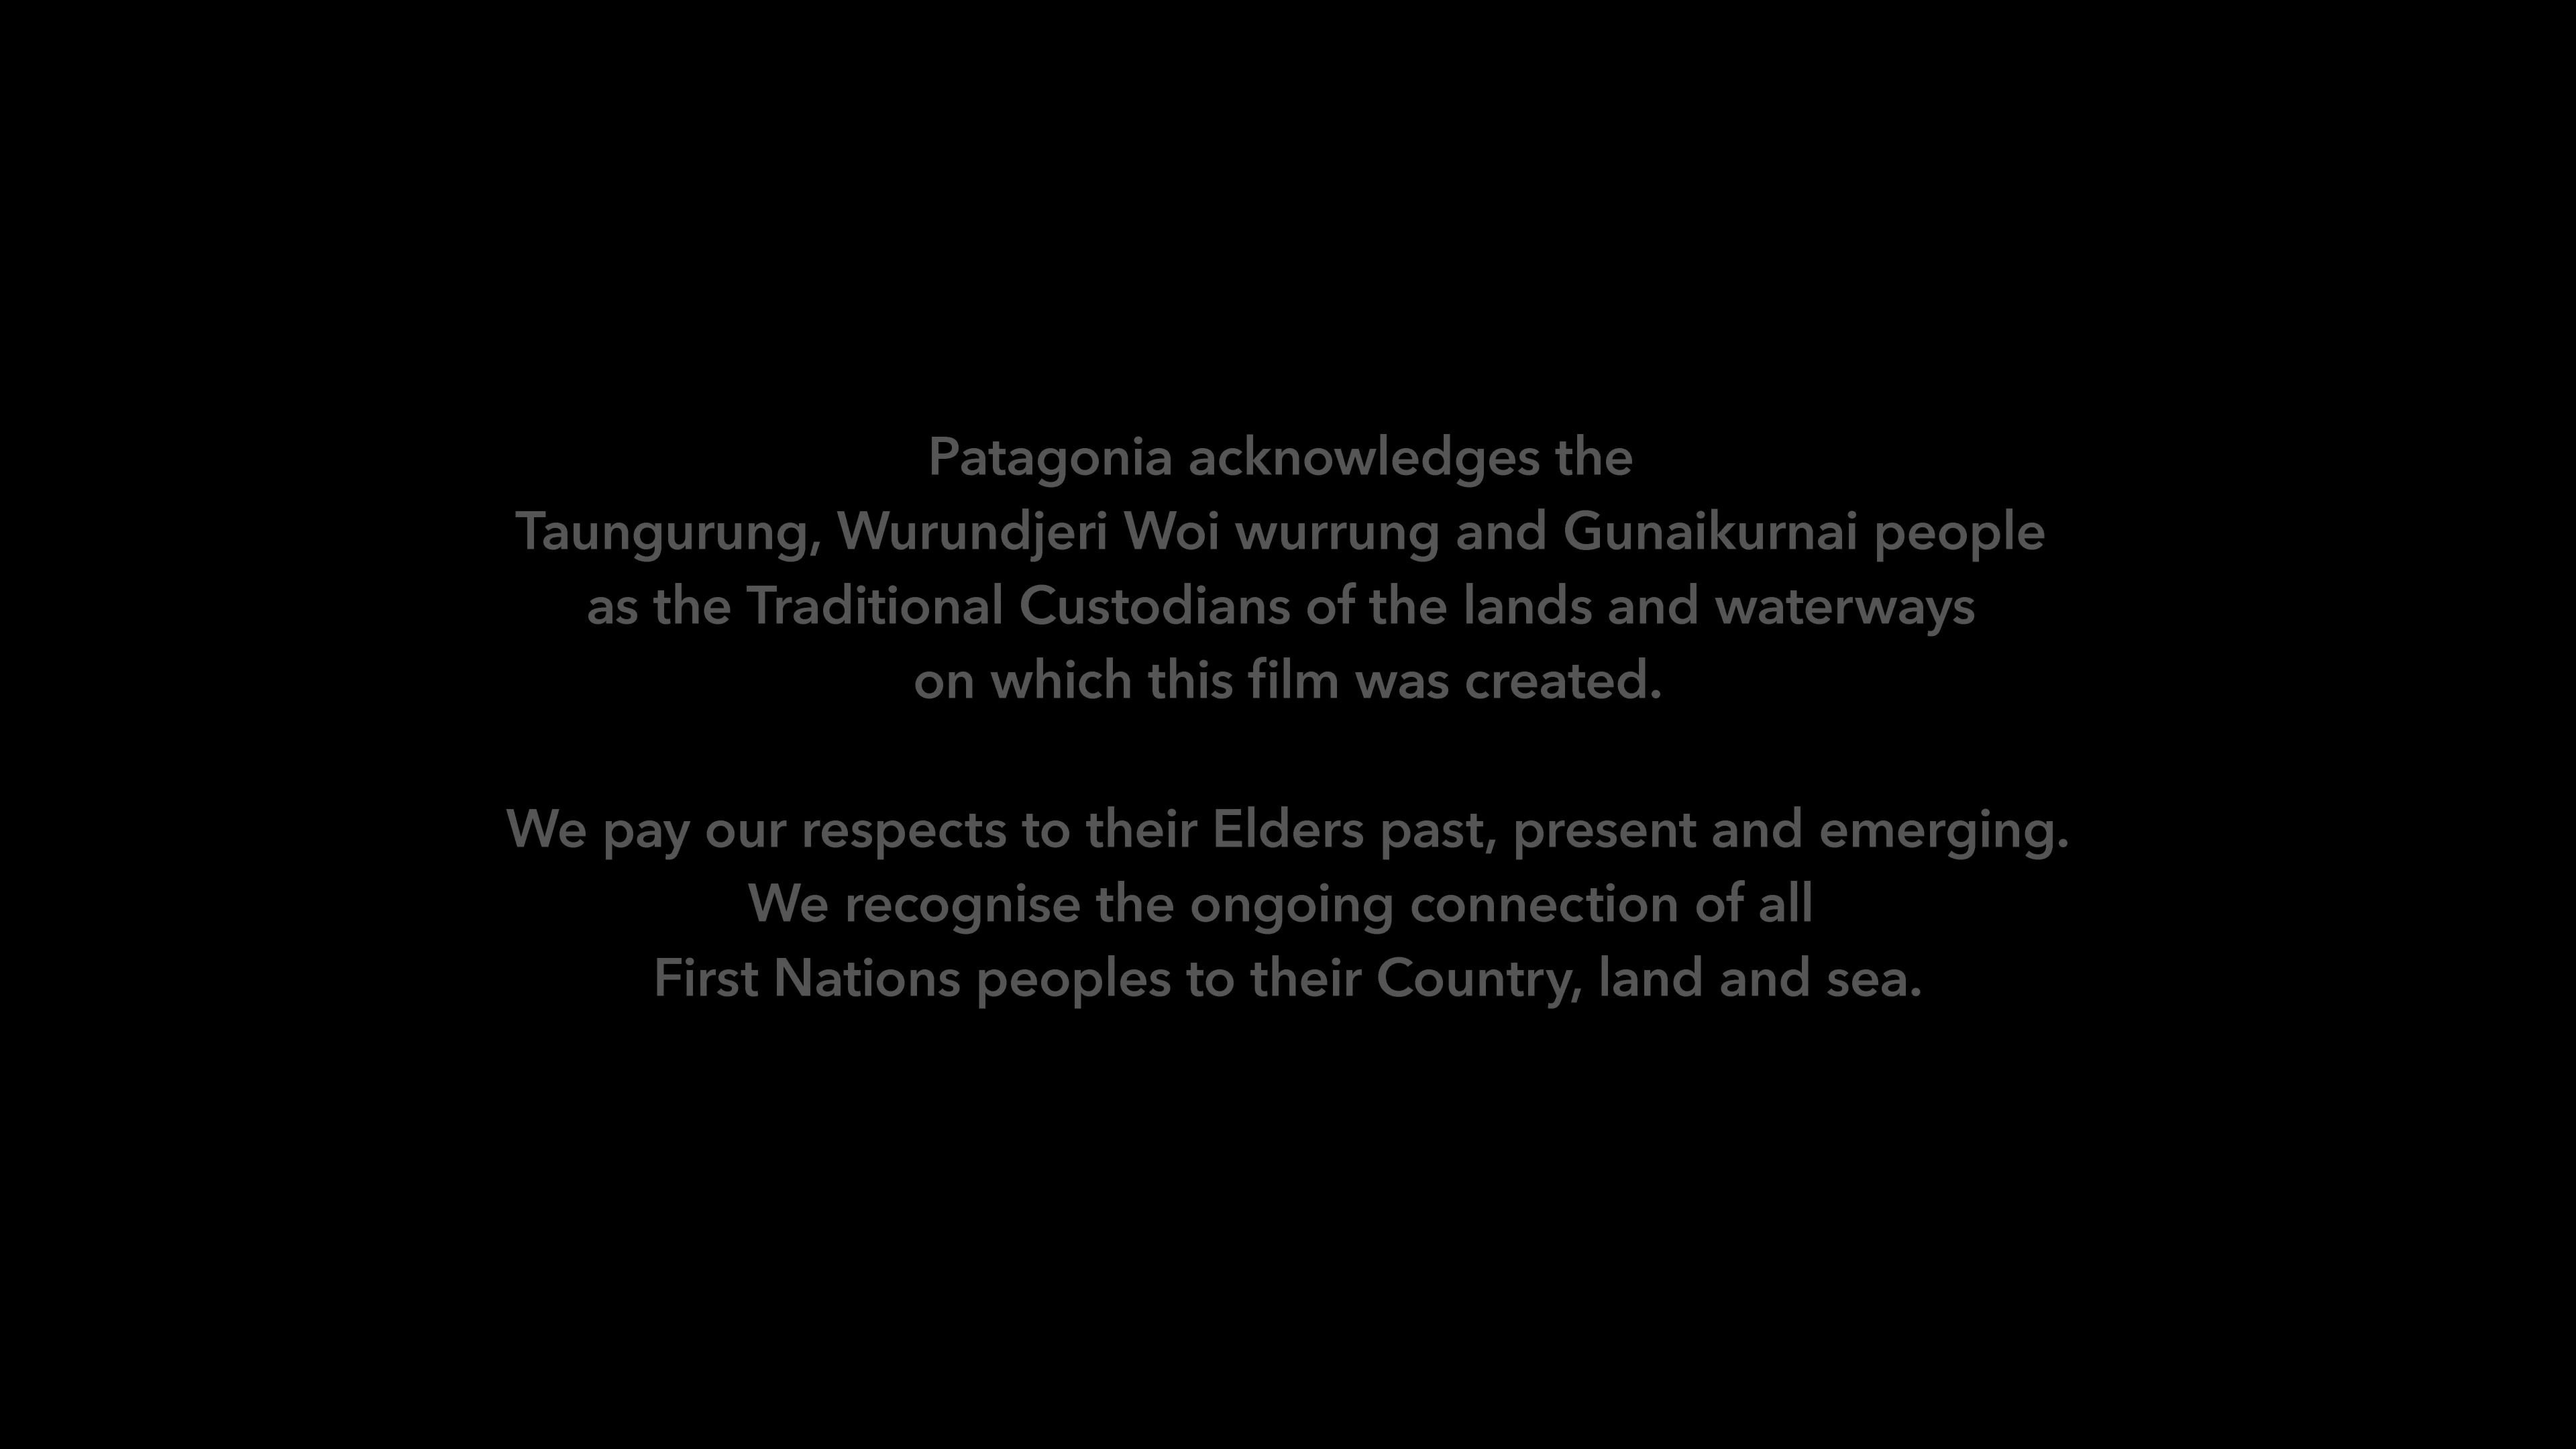 Patagonia acknowledges the
Taungurung, Wurundjeri Woi wurrung and Gunaikurnai people
as the Traditional Custodians of the lands and waterways
on which this film was created.
We pay our respects to their Elders past, present and emerging.
We recognise the ongoing connection of all
First Nations peoples to their Country, land and sea.